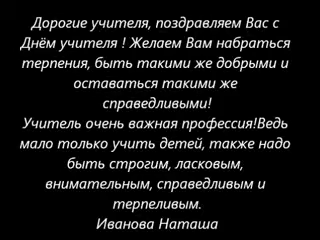 Дорогие учителя, поздравляем Вас с
Днём учителя ! Желаем Вам набраться
терпения, быть такими же добрыми и
оставаться такими же
справедливыми!
Учитель очень важная профессия!Ведь
мало только учить детей, также надо
быть строгим, ласковым,
внимательным, справедливым и
терпеливым.
Иванова Наташа